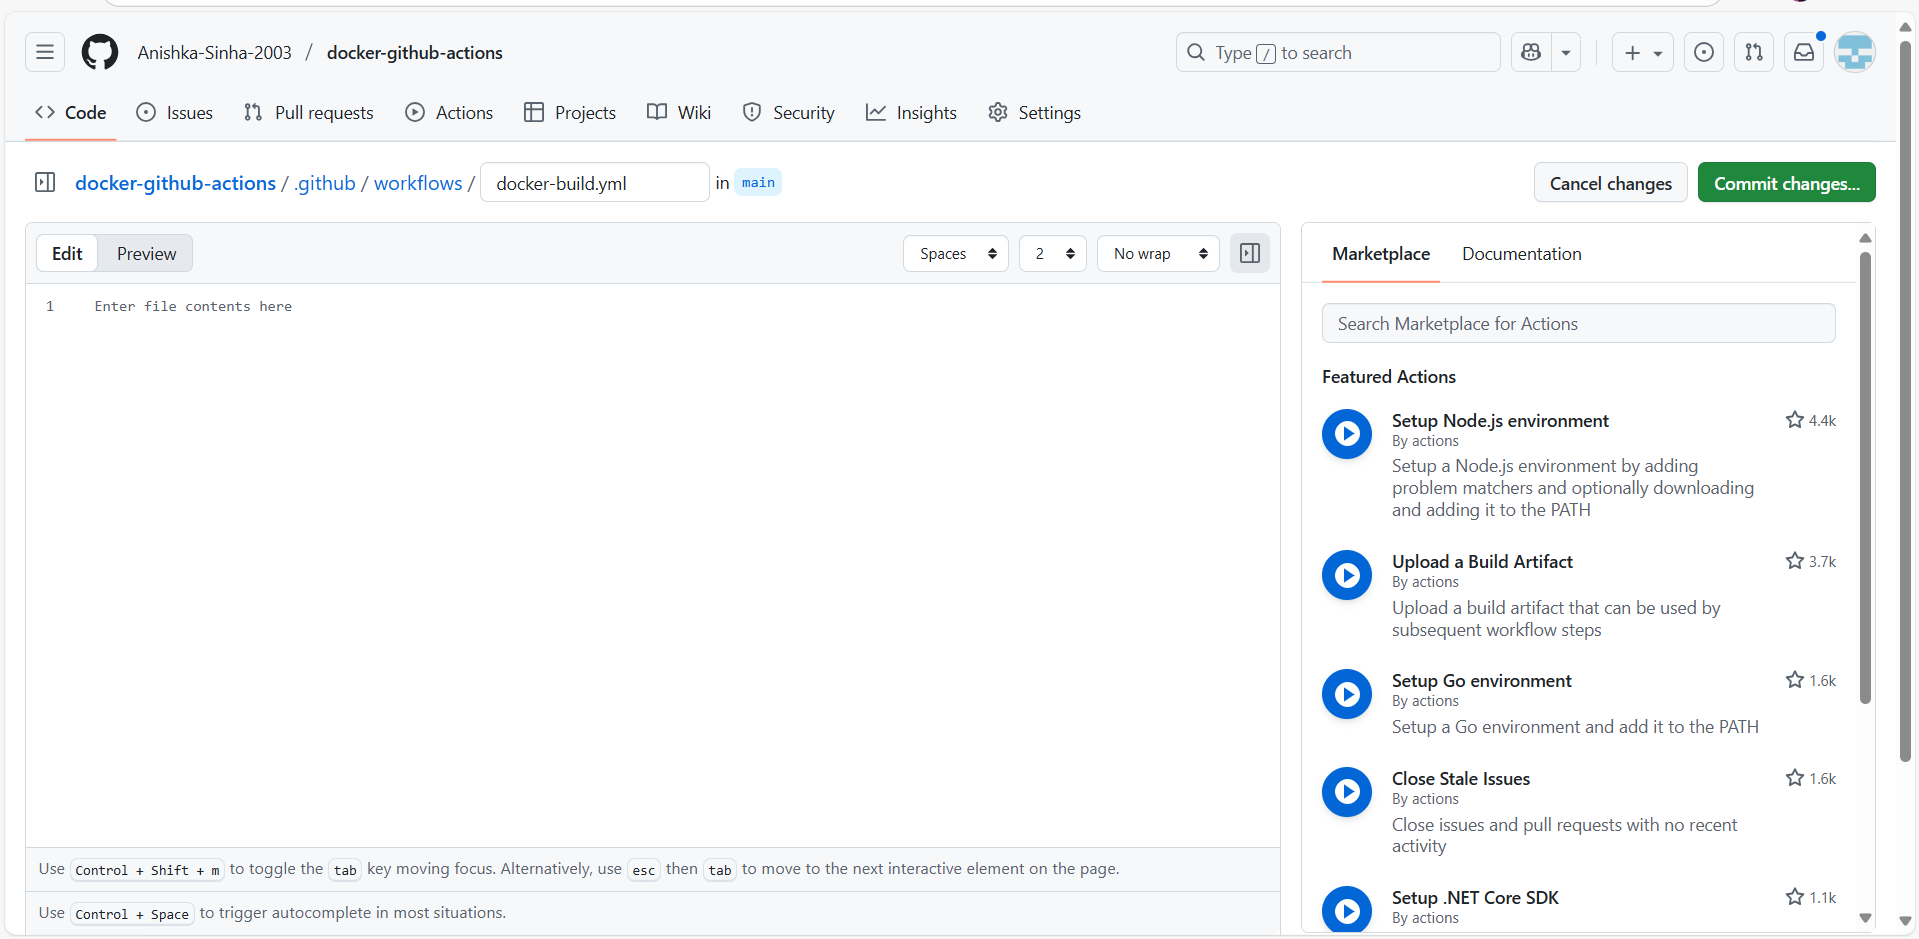 Anishka-Sinha-2003 / docker-github-actions
Type / to search
Code Issues Pull requests Actions Projects Wiki Security Insights Settings
docker-github-actions / .github / workflows / docker-build.yml in main
Cancel changes Commit changes...
Edit Preview
Spaces 2 No wrap
1 Enter file contents here
Use Control + Shift + m to toggle the tab key moving focus. Alternatively, use esc then tab to move to the next interactive element on the page.
Use Control + Space to trigger autocomplete in most situations.
Marketplace Documentation
Search Marketplace for Actions
Featured Actions
Setup Node.js environment 4.4k
By actions
Setup a Node.js environment by adding
problem matchers and optionally downloading
and adding it to the PATH
Upload a Build Artifact 3.7k
By actions
Upload a build artifact that can be used by
subsequent workflow steps
Setup Go environment 1.6k
By actions
Setup a Go environment and add it to the PATH
Close Stale Issues 1.6k
By actions
Close issues and pull requests with no recent
activity
Setup .NET Core SDK 1.1k
By actions